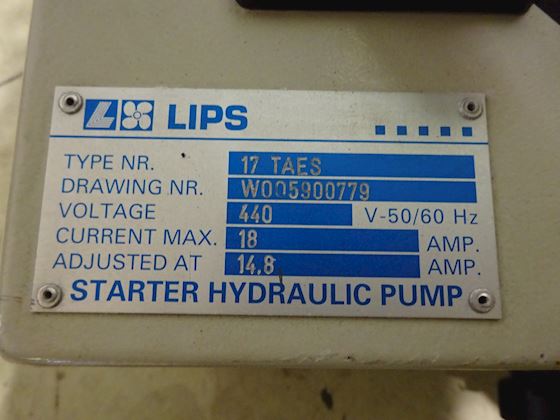 LIPS
TYPE NR. 17 TAES
DRAWING NR. W005900779
VOLTAGE 440 V-50/60 Hz
CURRENT MAX. 18 AMP.
ADJUSTED AT 14,8 AMP.
STARTER HYDRAULIC PUMP